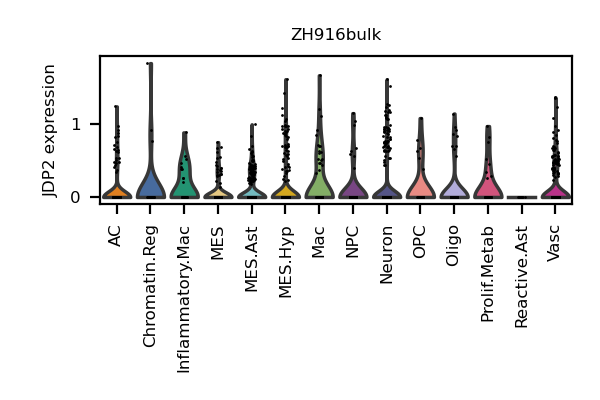 ZH916bulk
JDP2 expression
1
0
AC
Chromatin.Reg
Inflammatory.Mac
MES
MES.Ast
MES.Hyp
Mac
NPC
Neuron
OPC
Oligo
Prolif.Metab
Reactive.Ast
Vasc